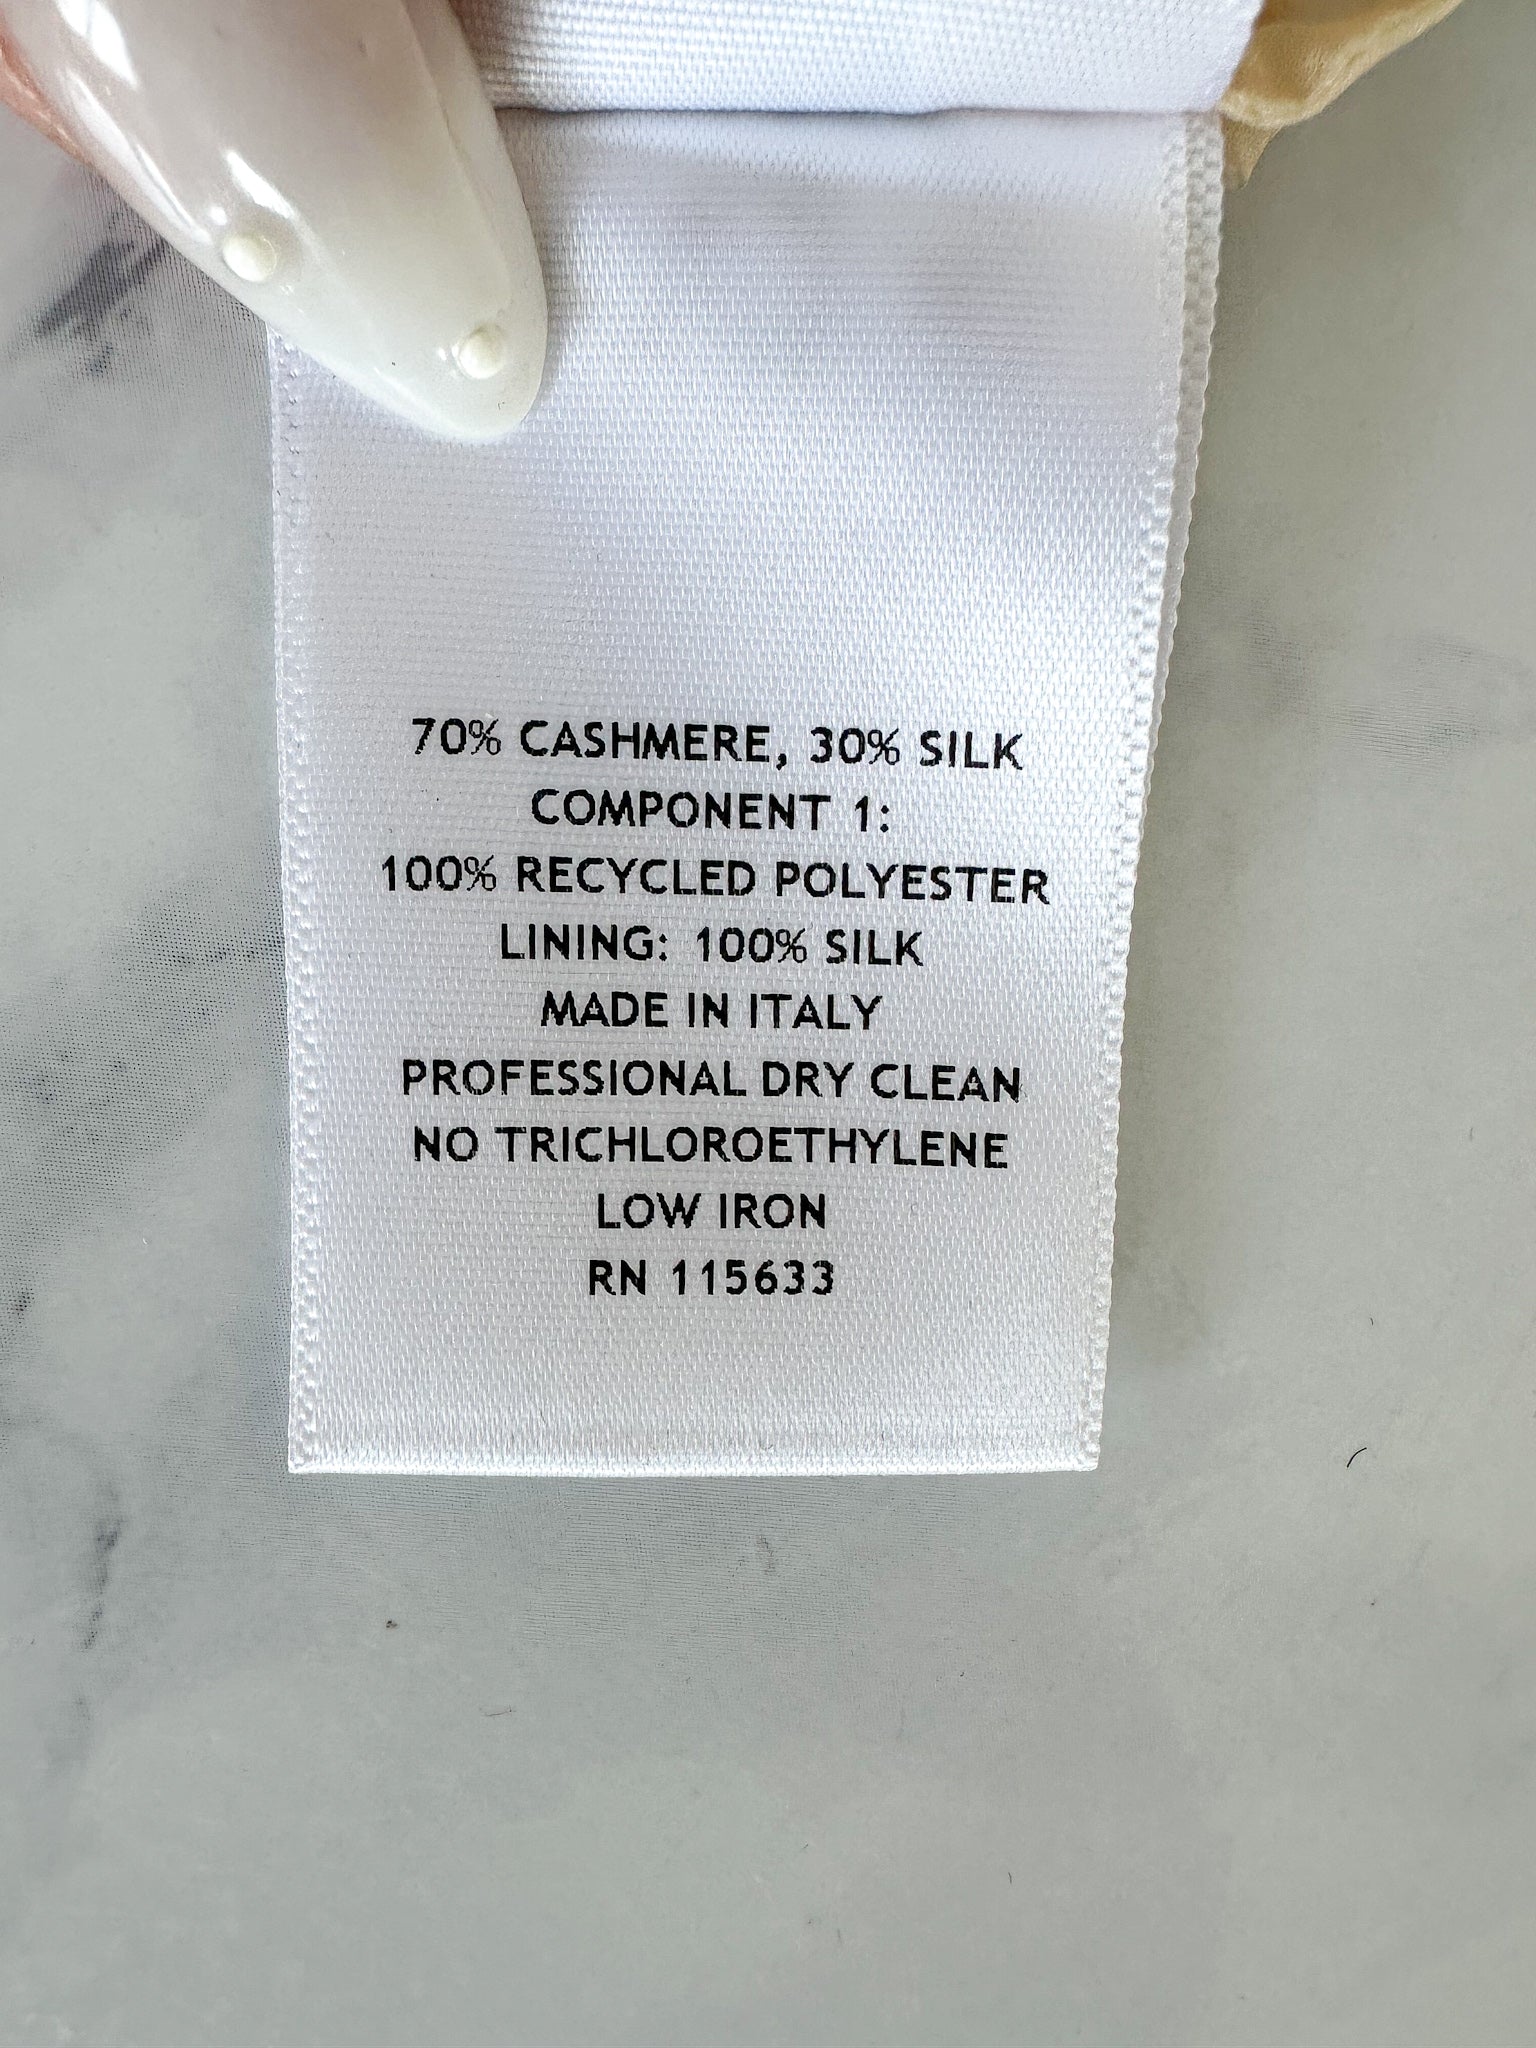 70% CASHMERE, 30% SILK
COMPONENT 1:
100% RECYCLED POLYESTER
LINING: 100% SILK
MADE IN ITALY
PROFESSIONAL DRY CLEAN
NO TRICHLOROETHYLENE
LOW IRON
RN 115633